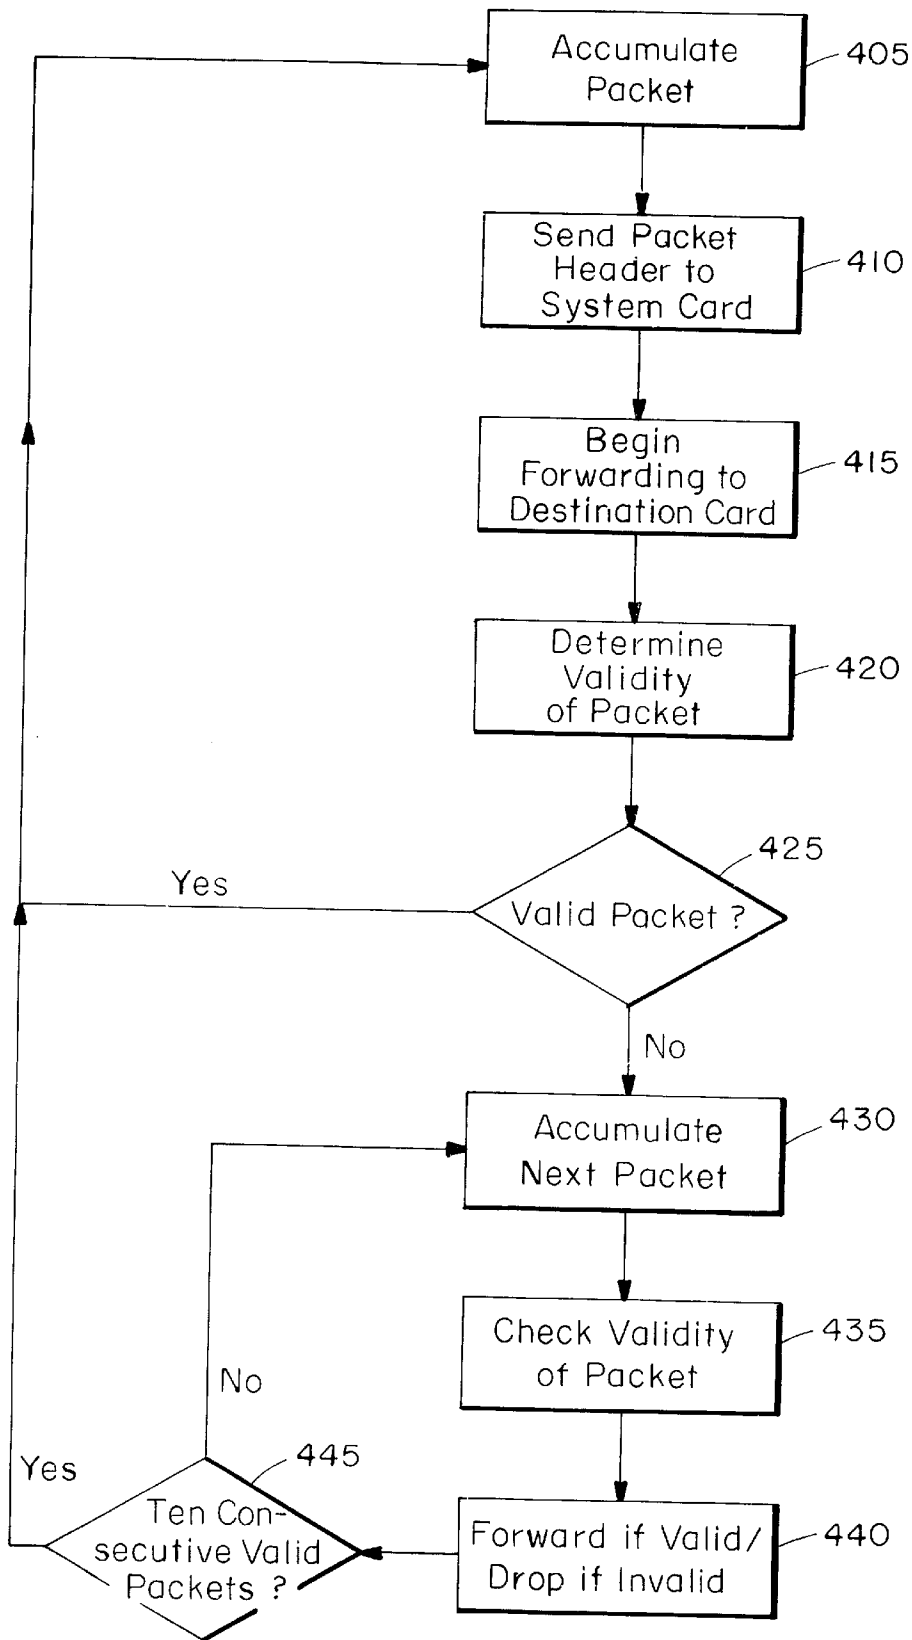 Accumulate
Packet
405
Send Packet
Header to
System Card
410
Begin
Forwarding to
Destination Card
415
Determine
Validity
of Packet
420
425
Yes
Valid Packet ?
No
Accumulate
Next Packet
430
Check Validity
of Packet
435
No
Yes
445
Ten Con-
secutive Valid
Packets ?
Forward if Valid/
Drop if Invalid
440